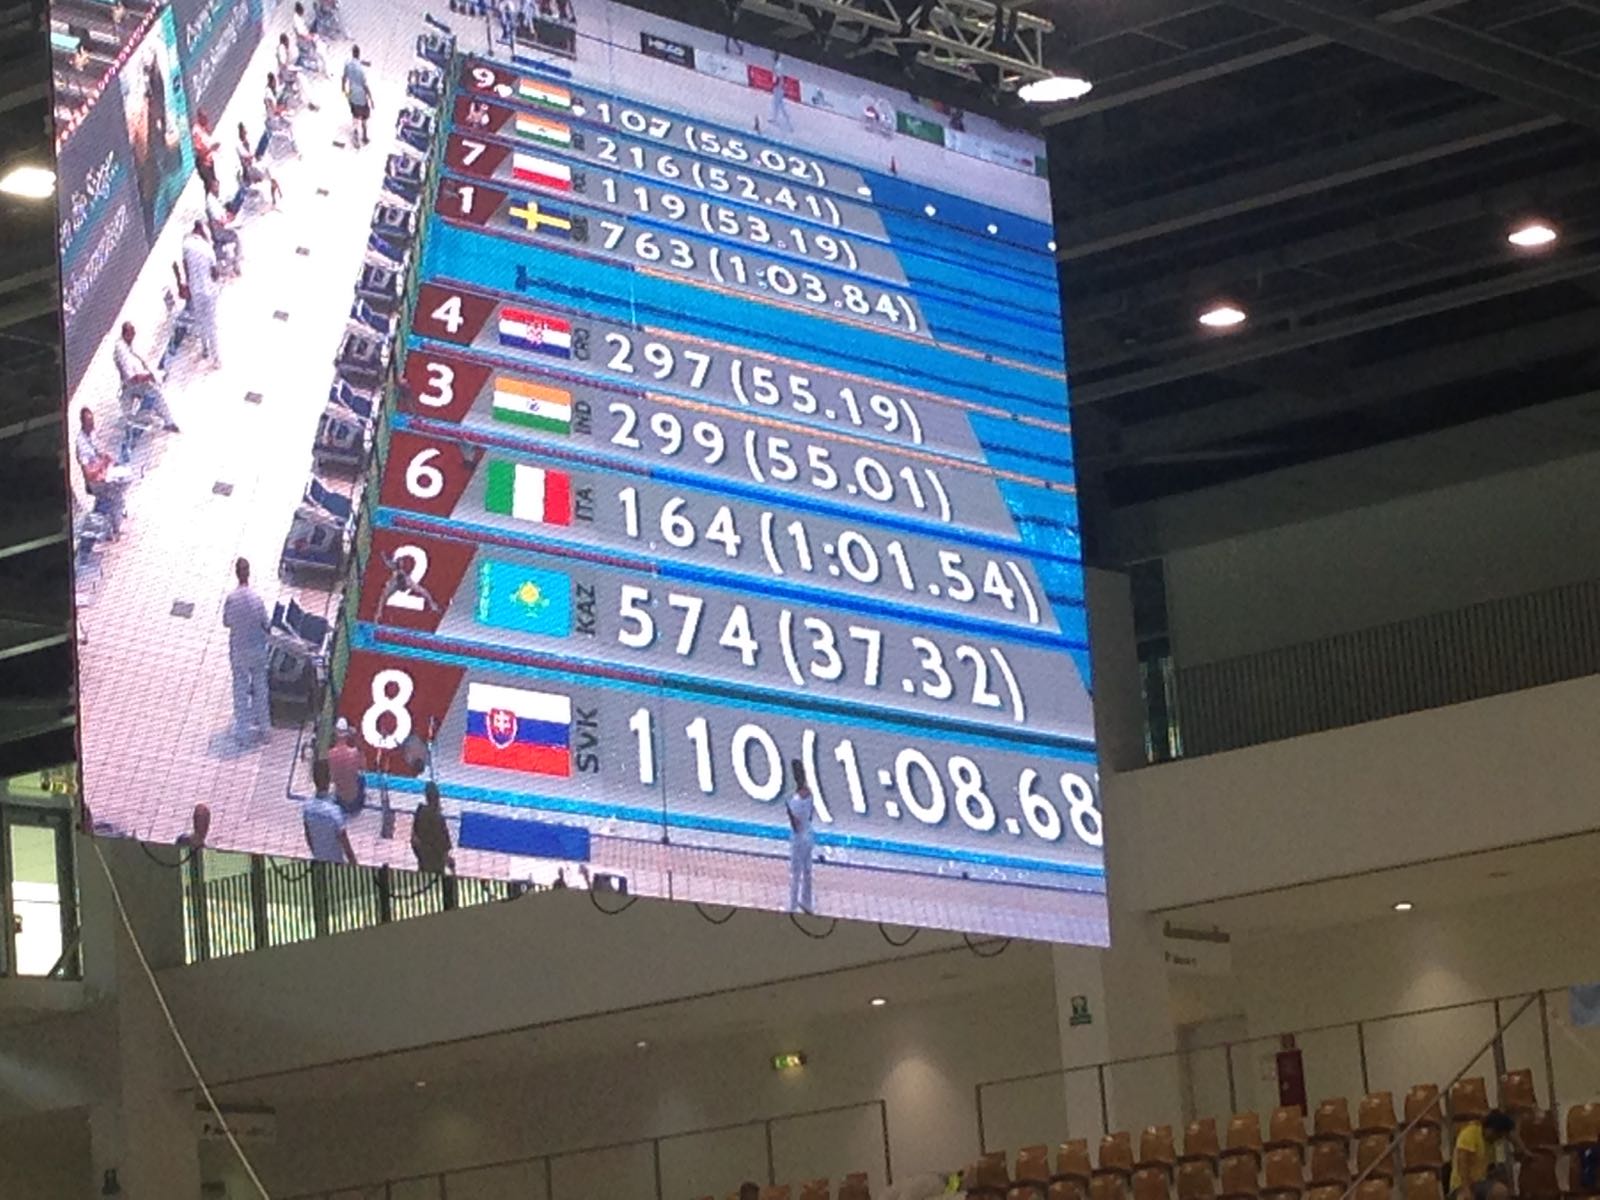 9 107 (55.02)
216 (52.41)
7 POL 119 (53.19)
1 SWE 763 (1:03.84)
4 CRO 297 (55.19)
3 IND 299 (55.01)
6 ITA 164 (1:01.54)
2 KAZ 574 (37.32)
8 SVK 110 (1:08.68)